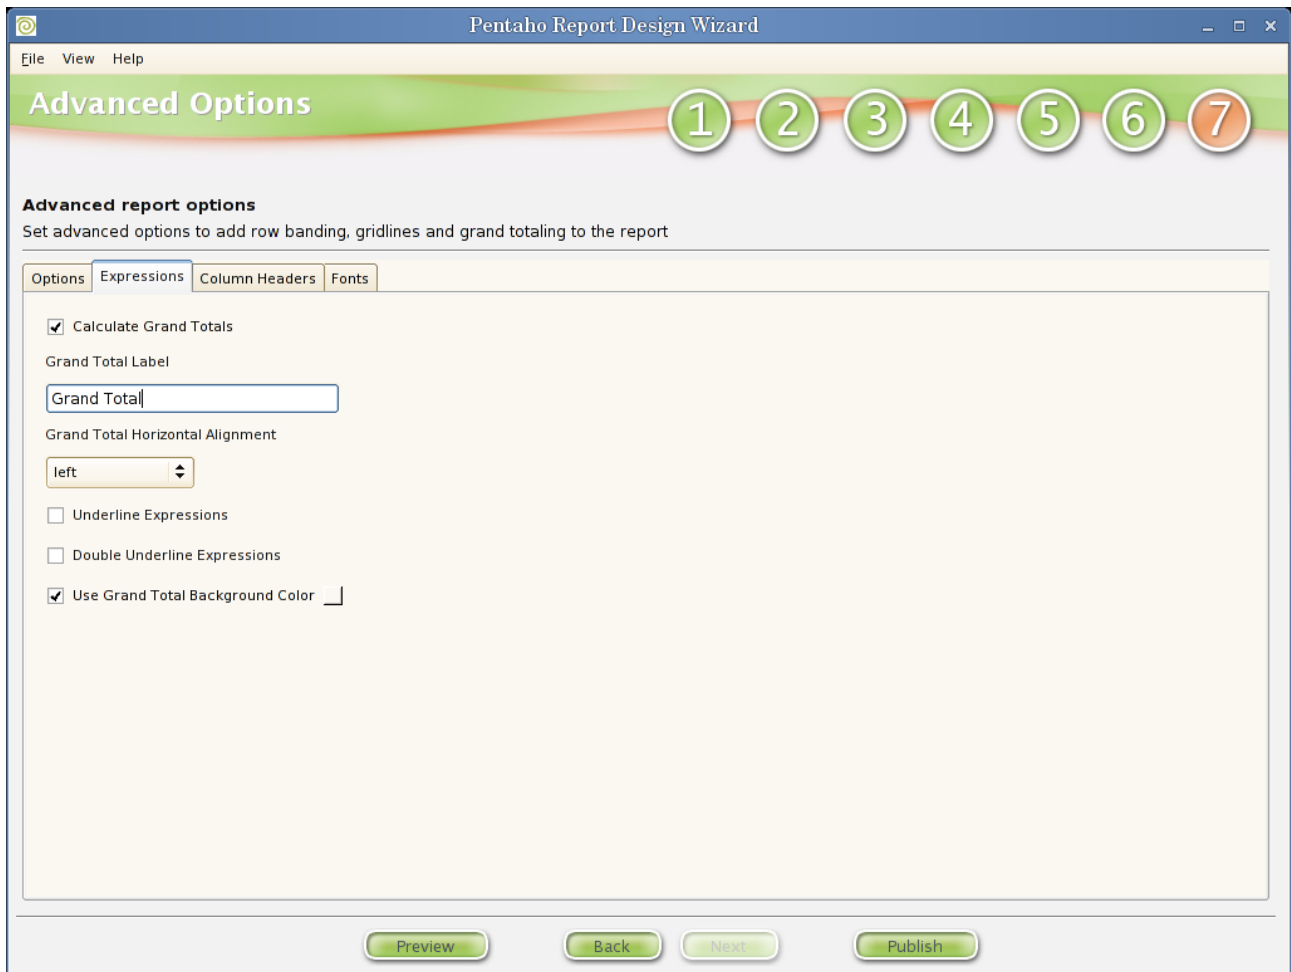 Pentaho Report Design Wizard
File View Help
Advanced Options
1 2 3 4 5 6 7
Advanced report options
Set advanced options to add row banding, gridlines and grand totaling to the report
Options Expressions Column Headers Fonts
Calculate Grand Totals
Grand Total Label
Grand Total
Grand Total Horizontal Alignment
left
Underline Expressions
Double Underline Expressions
Use Grand Total Background Color
Preview Back Next Publish